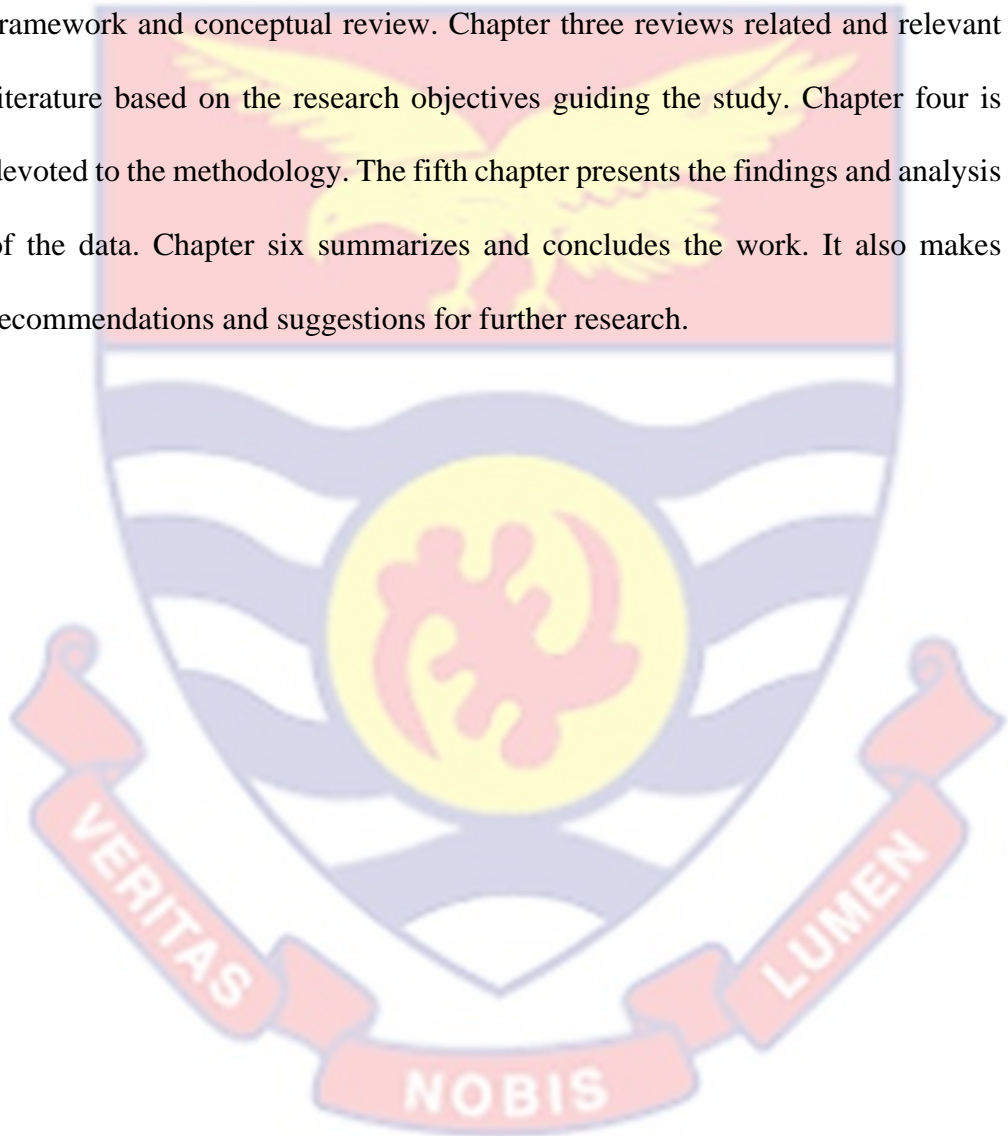 ramework and conceptual review. Chapter three reviews related and relevant
iterature based on the research objectives guiding the study. Chapter four is
devoted to the methodology. The fifth chapter presents the findings and analysis
of the data. Chapter six summarizes and concludes the work. It also makes
ecommendations and suggestions for further research.
VERITAS
NOBIS
LUMEN